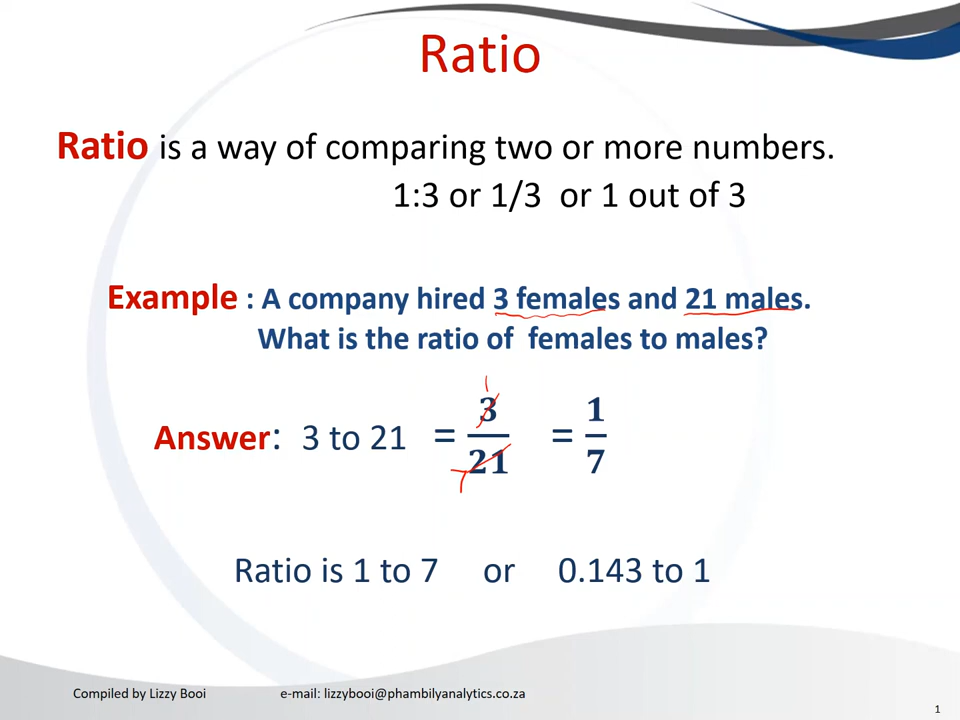 Ratio
Ratio is a way of comparing two or more numbers.
1:3 or 1/3 or 1 out of 3
Example : A company hired 3 females and 21 males.
What is the ratio of females to males?
1
Answer: 3 to 21 = 3/21 = 1/7
7
Ratio is 1 to 7 or 0.143 to 1
Compiled by Lizzy Booi e-mail: lizzybooi@phambilyanalytics.co.za
1